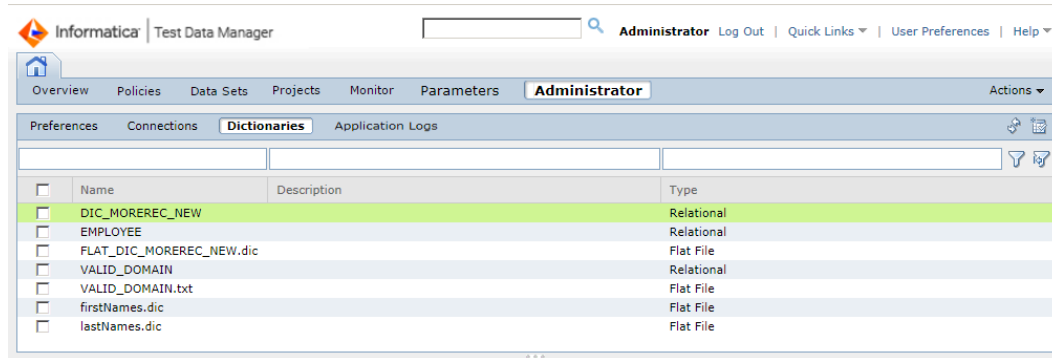 Informatica Test Data Manager Administrator Log Out | Quick Links | User Preferences | Help
Overview Policies Data Sets Projects Monitor Parameters Administrator Actions
Preferences Connections Dictionaries Application Logs
Name Description Type
DIC_MOREREC_NEW Relational
EMPLOYEE Relational
FLAT_DIC_MOREREC_NEW.dic Flat File
VALID_DOMAIN Relational
VALID_DOMAIN.txt Flat File
firstNames.dic Flat File
lastNames.dic Flat File